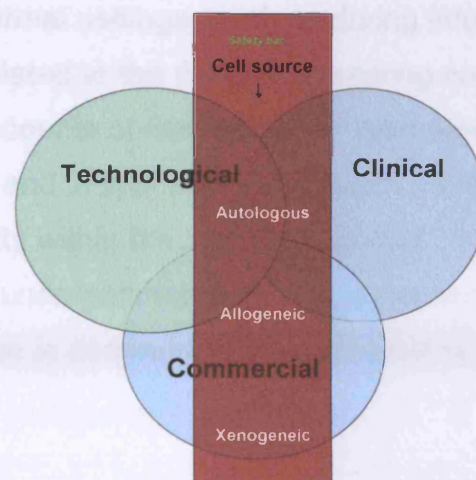 Safety bar
Cell source
↓
Technological
Clinical
Autologous
↓
Allogeneic
Commercial
Xenogeneic